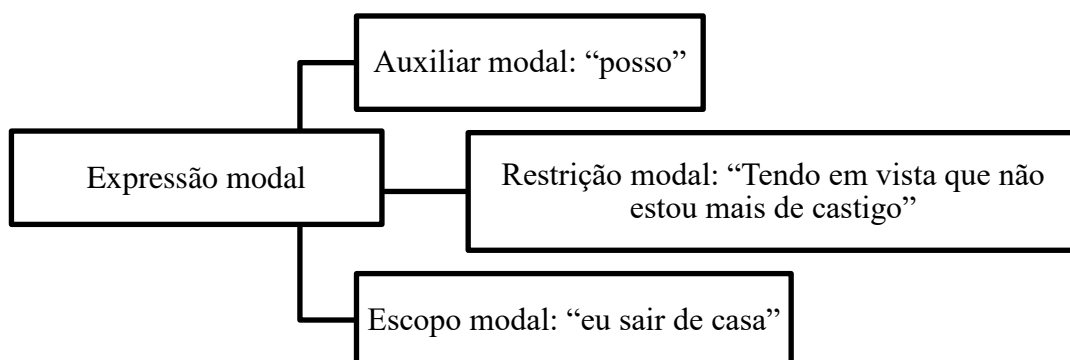 Auxiliar modal: “posso”
Expressão modal
Restrição modal: “Tendo em vista que não
estou mais de castigo”
Escopo modal: “eu sair de casa”